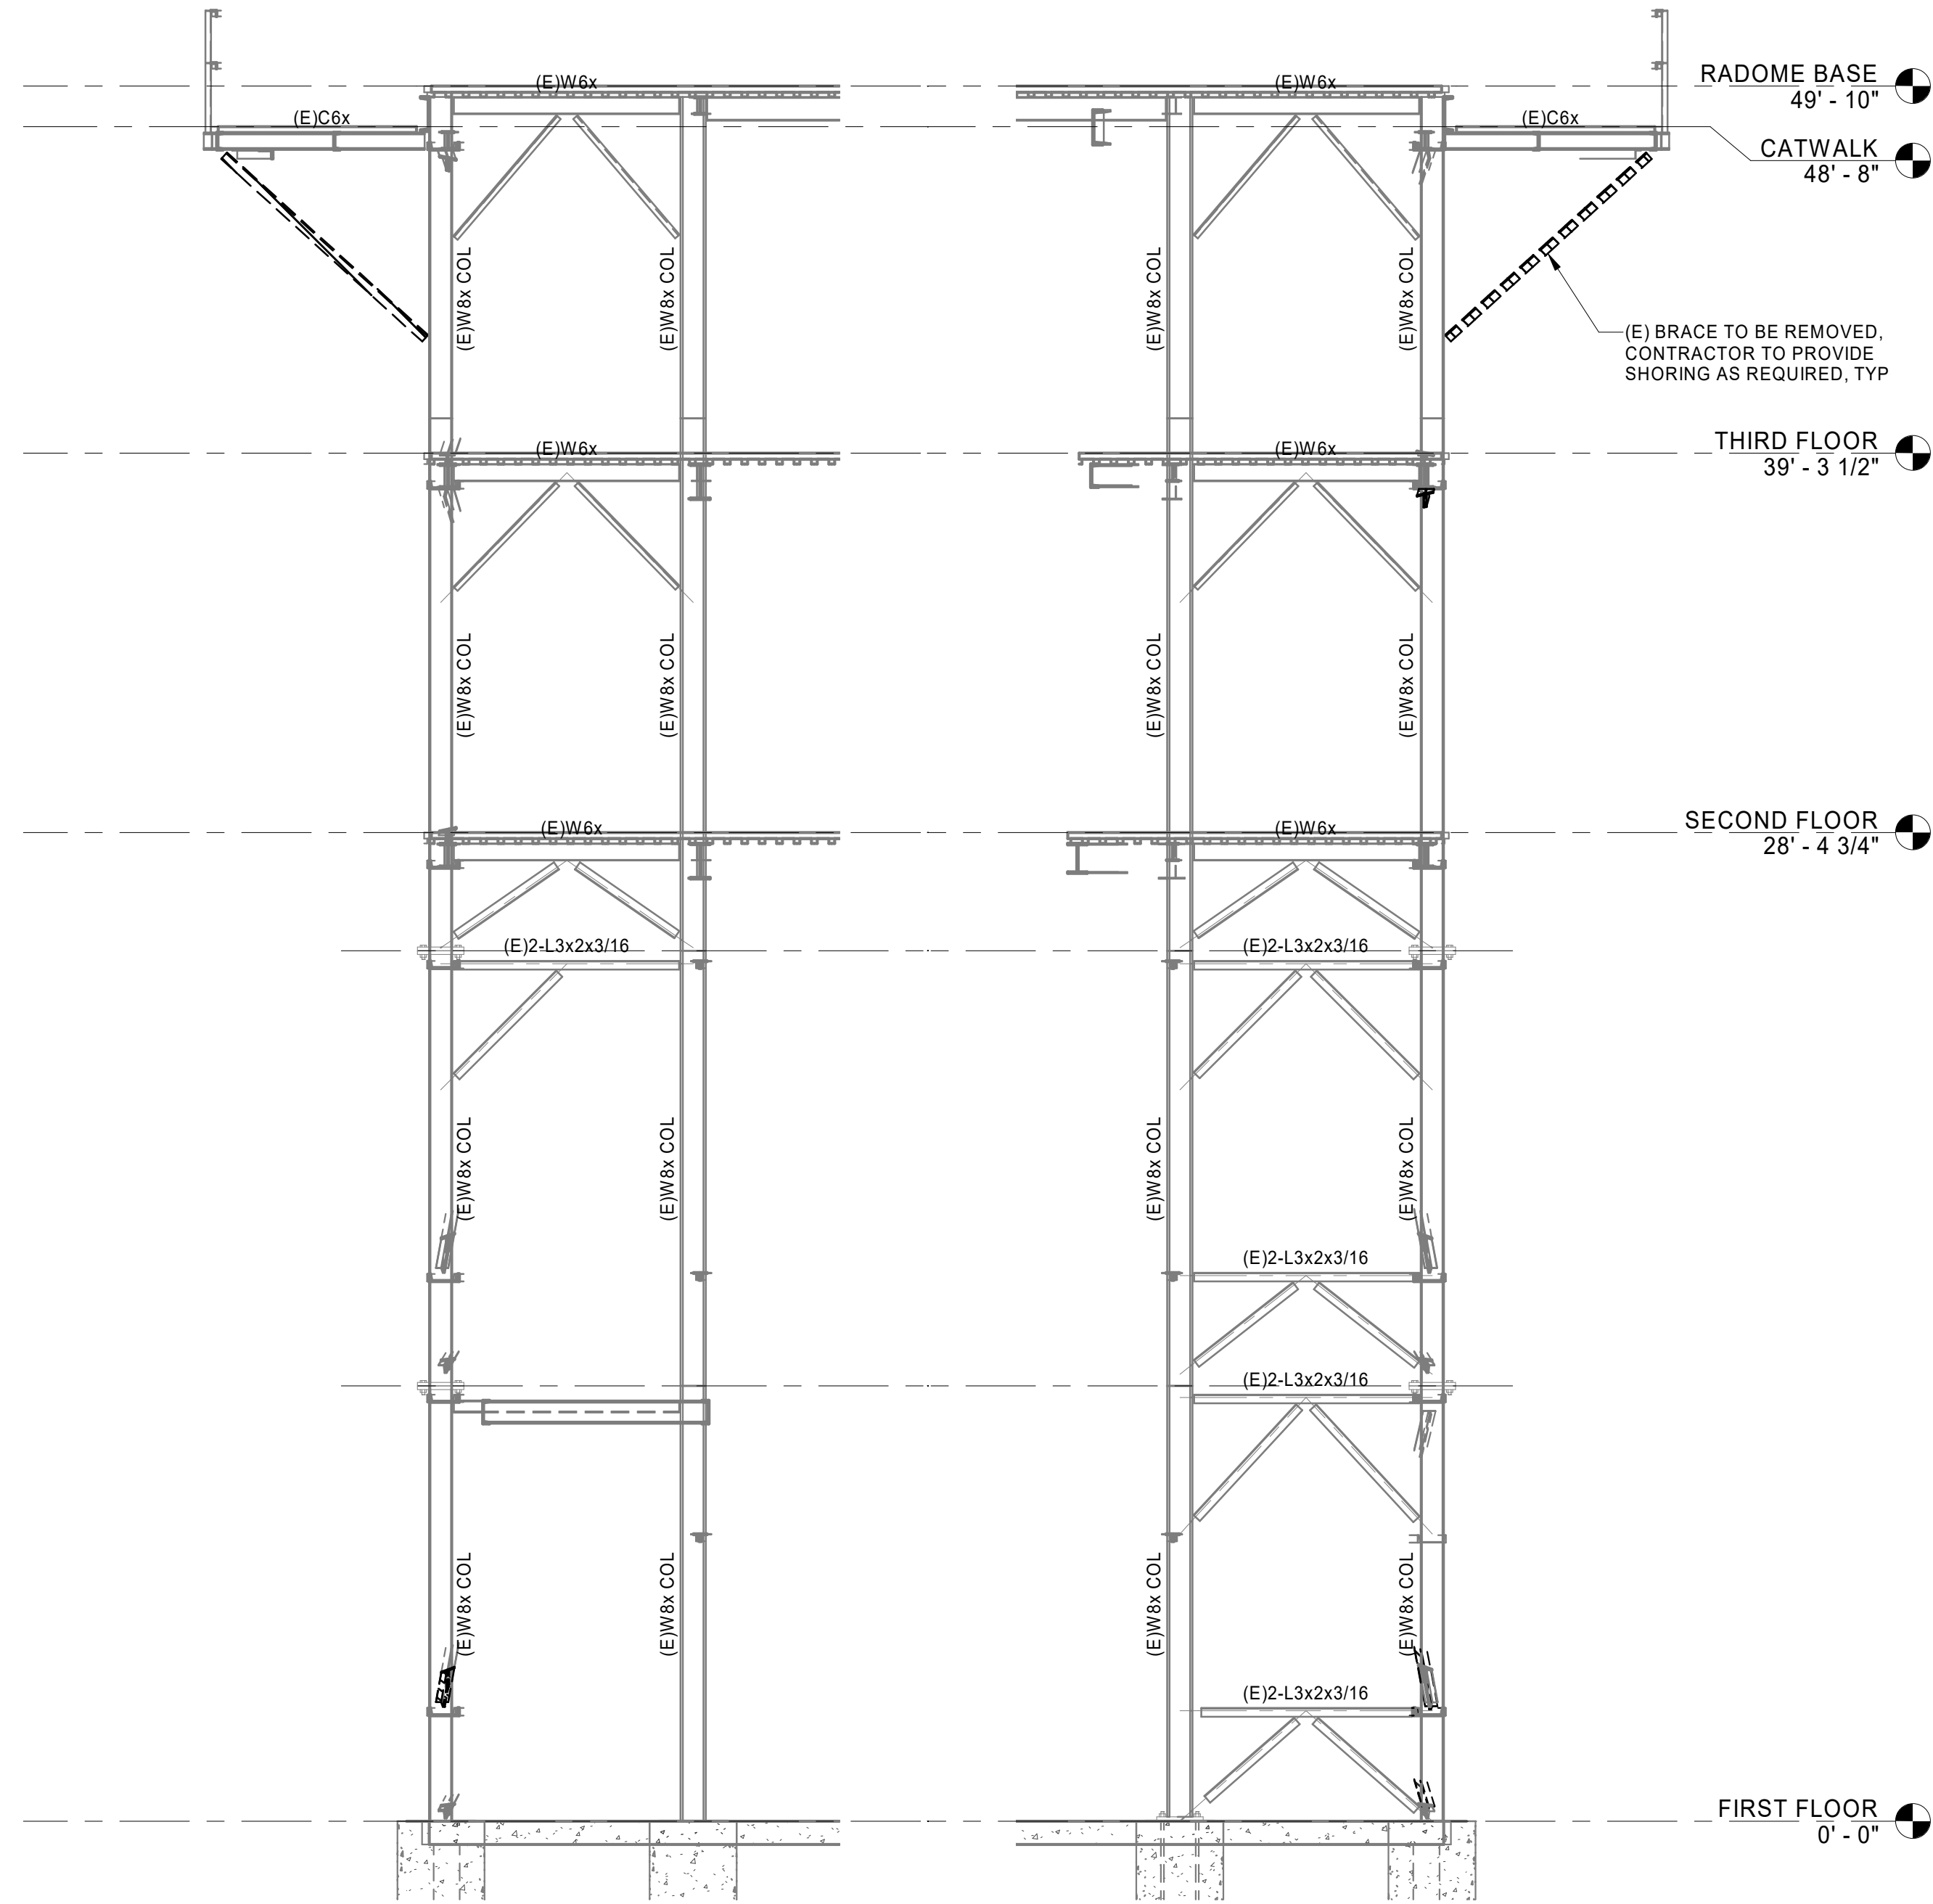 (E)W6x
(E)W6x
RADOME BASE
49' - 10"
(E)C6x
(E)C6x
CATWALK
48' - 8"
(E)W8x COL
(E)W8x COL
(E)W8x COL
(E)W8x COL
(E) BRACE TO BE REMOVED,
CONTRACTOR TO PROVIDE
SHORING AS REQUIRED, TYP
(E)W6x
(E)W6x
THIRD FLOOR
39' - 3 1/2"
(E)W8x COL
(E)W8x COL
(E)W8x COL
(E)W8x COL
(E)W6x
(E)W6x
SECOND FLOOR
28' - 4 3/4"
(E)2-L3x2x3/16
(E)2-L3x2x3/16
(E)W8x COL
(E)W8x COL
(E)W8x COL
(E)W8x COL
(E)2-L3x2x3/16
(E)2-L3x2x3/16
(E)W8x COL
(E)W8x COL
(E)W8x COL
(E)W8x COL
(E)2-L3x2x3/16
FIRST FLOOR
0' - 0"